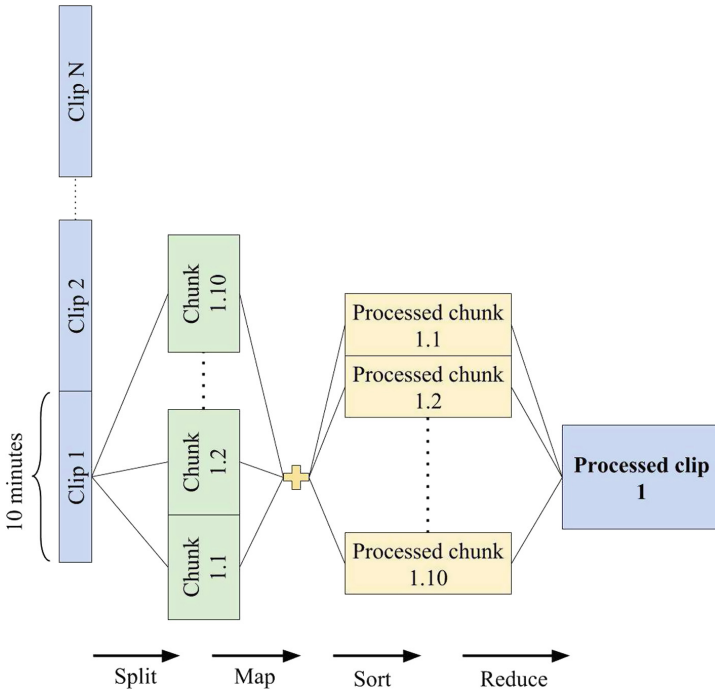 Clip N
Clip 2
Clip 1
10 minutes
Chunk
1.10
Chunk
1.2
Chunk
1.1
Processed chunk
1.1
Processed chunk
1.2
Processed chunk
1.10
Processed clip
1
Split
Map
Sort
Reduce